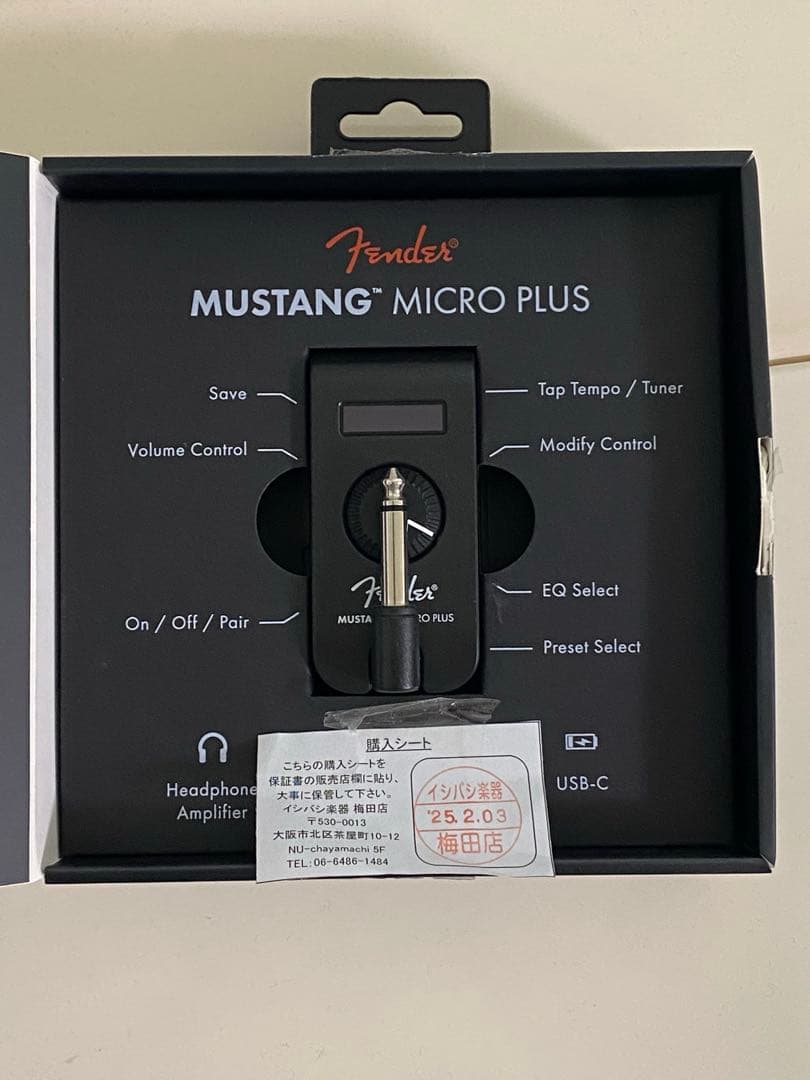 Fender®
MUSTANG™ MICRO PLUS
Save
Tap Tempo / Tuner
Volume Control
Modify Control
Fender
MUSTA RO PLUS
EQ Select
On / Off / Pair
Preset Select
Headphone
Amplifier
USB-C
購入シート
こちらの購入シートを
保証書の販売店欄に貼り、
大事に保管して下さい。
イシバシ楽器 梅田店
〒530-0013
大阪市北区茶屋町10-12
NU-chayamachi 5F
TEL:06-6486-1484
イシバシ楽器
'25.2.03
梅田店